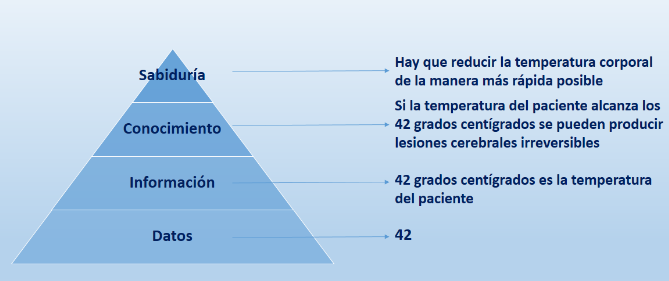 Sabiduría
Hay que reducir la temperatura corporal
de la manera más rápida posible
Conocimiento
Si la temperatura del paciente alcanza los
42 grados centígrados se pueden producir
lesiones cerebrales irreversibles
Información
42 grados centígrados es la temperatura
del paciente
Datos
42